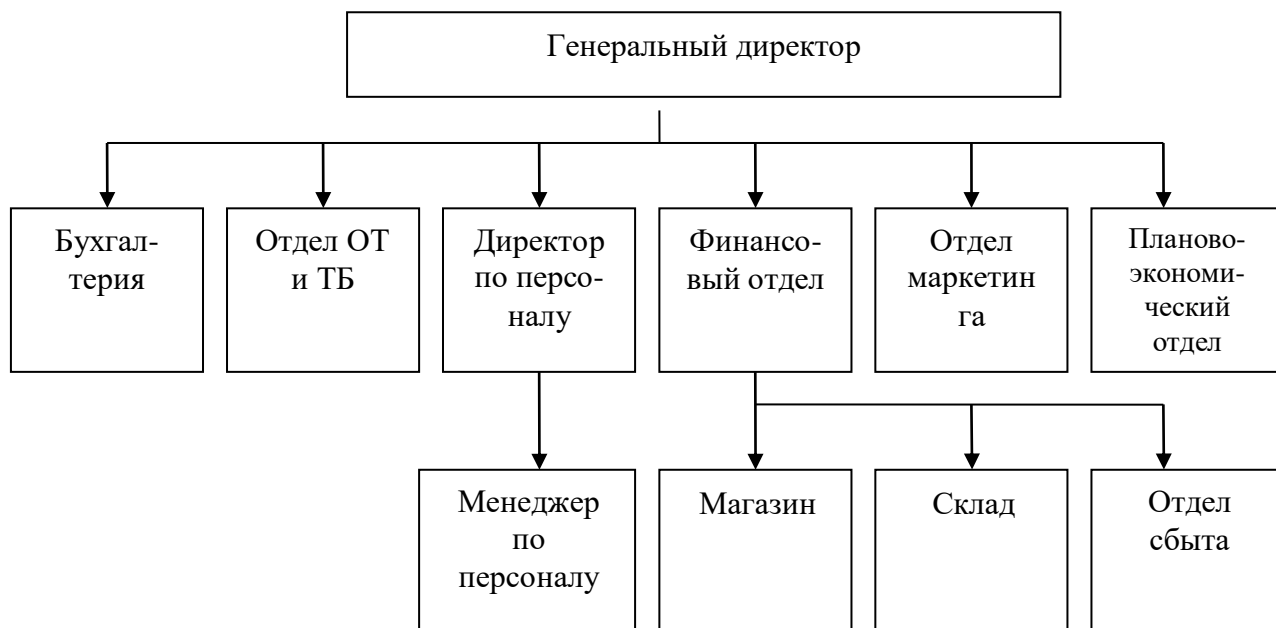 Генеральный директор
Бухгал-
терия
Отдел ОТ
и ТБ
Директор
по персо-
налу
Финансо-
вый отдел
Отдел
маркетин
га
Планово-
экономи-
ческий
отдел
Менеджер
по
персоналу
Магазин
Склад
Отдел
сбыта